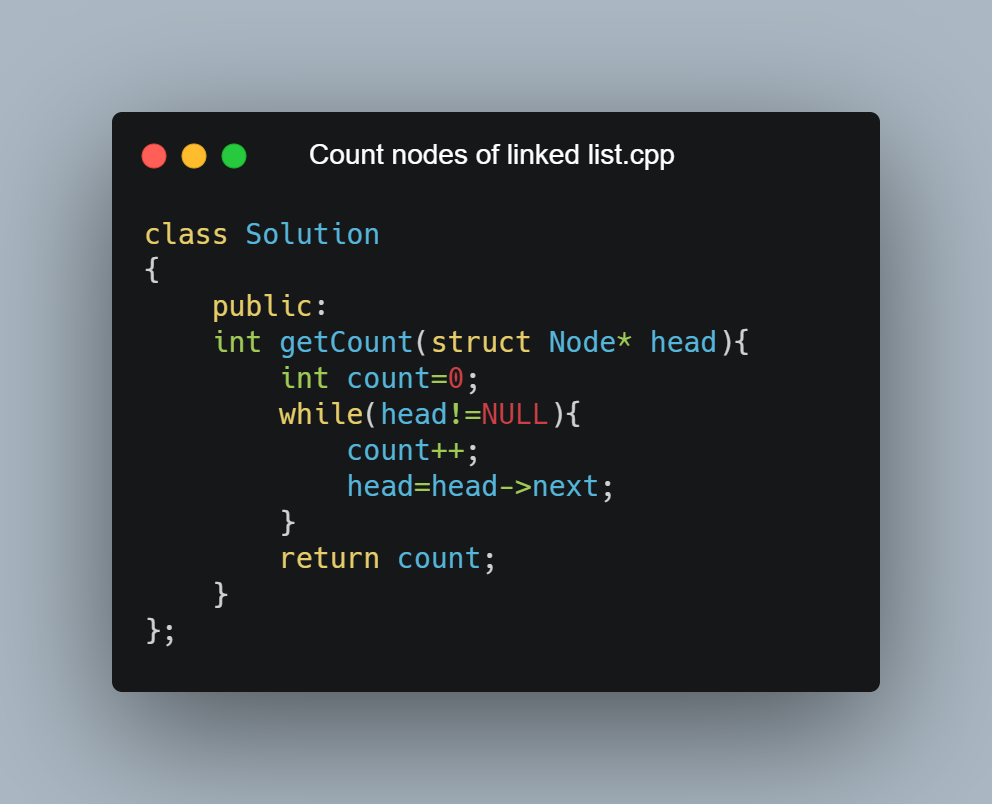 Count nodes of linked list.cpp
class Solution
{
    public:
    int getCount(struct Node* head){
        int count=0;
        while(head!=NULL){
            count++;
            head=head->next;
        }
        return count;
    }
};